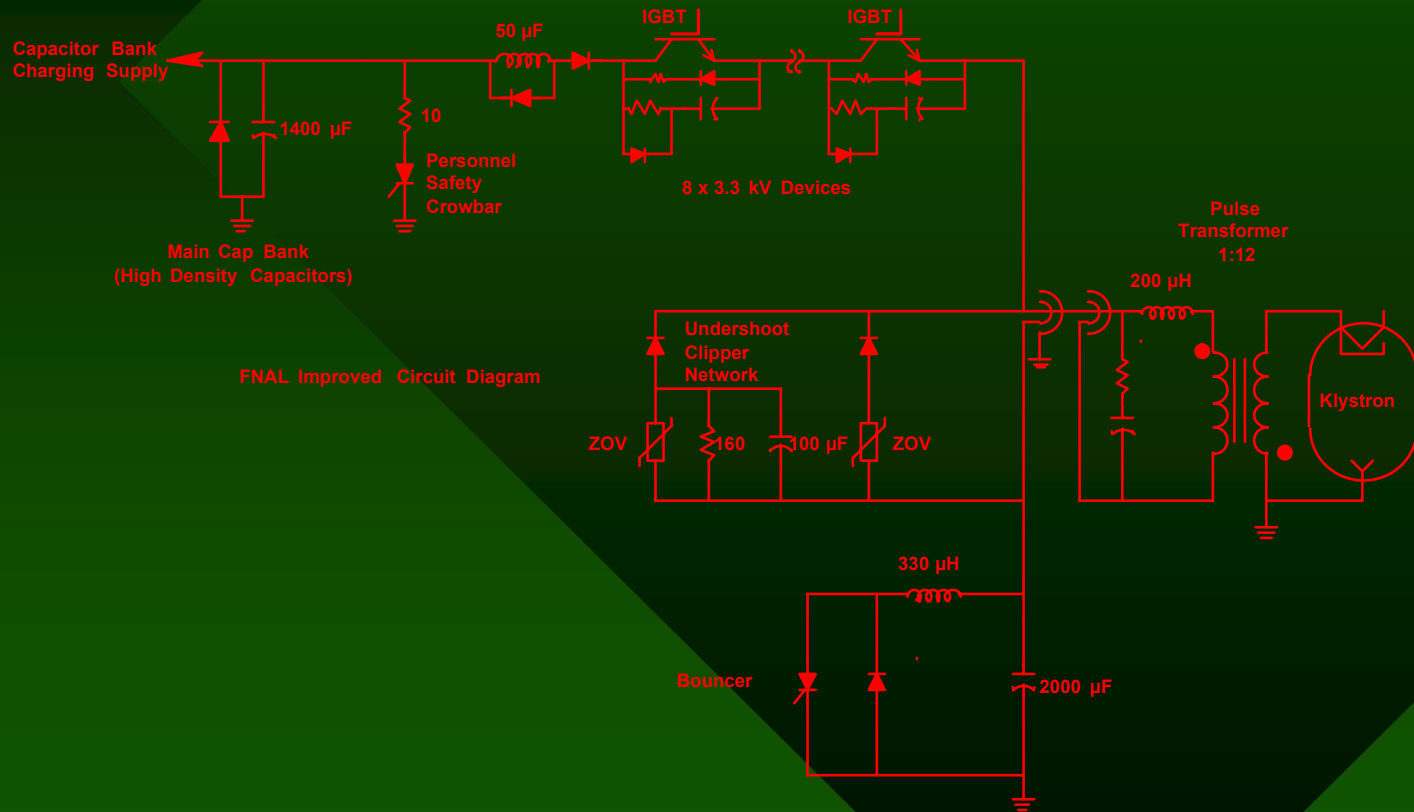 50 µF
IGBT
IGBT
Capacitor Bank
Charging Supply
1400 µF
10
Personnel
Safety
Crowbar
8 x 3.3 kV Devices
Main Cap Bank
(High Density Capacitors)
Pulse
Transformer
1:12
200 µH
Undershoot
Clipper
Network
FNAL Improved Circuit Diagram
Klystron
ZOV
160
100 µF
ZOV
330 µH
Bouncer
2000 µF